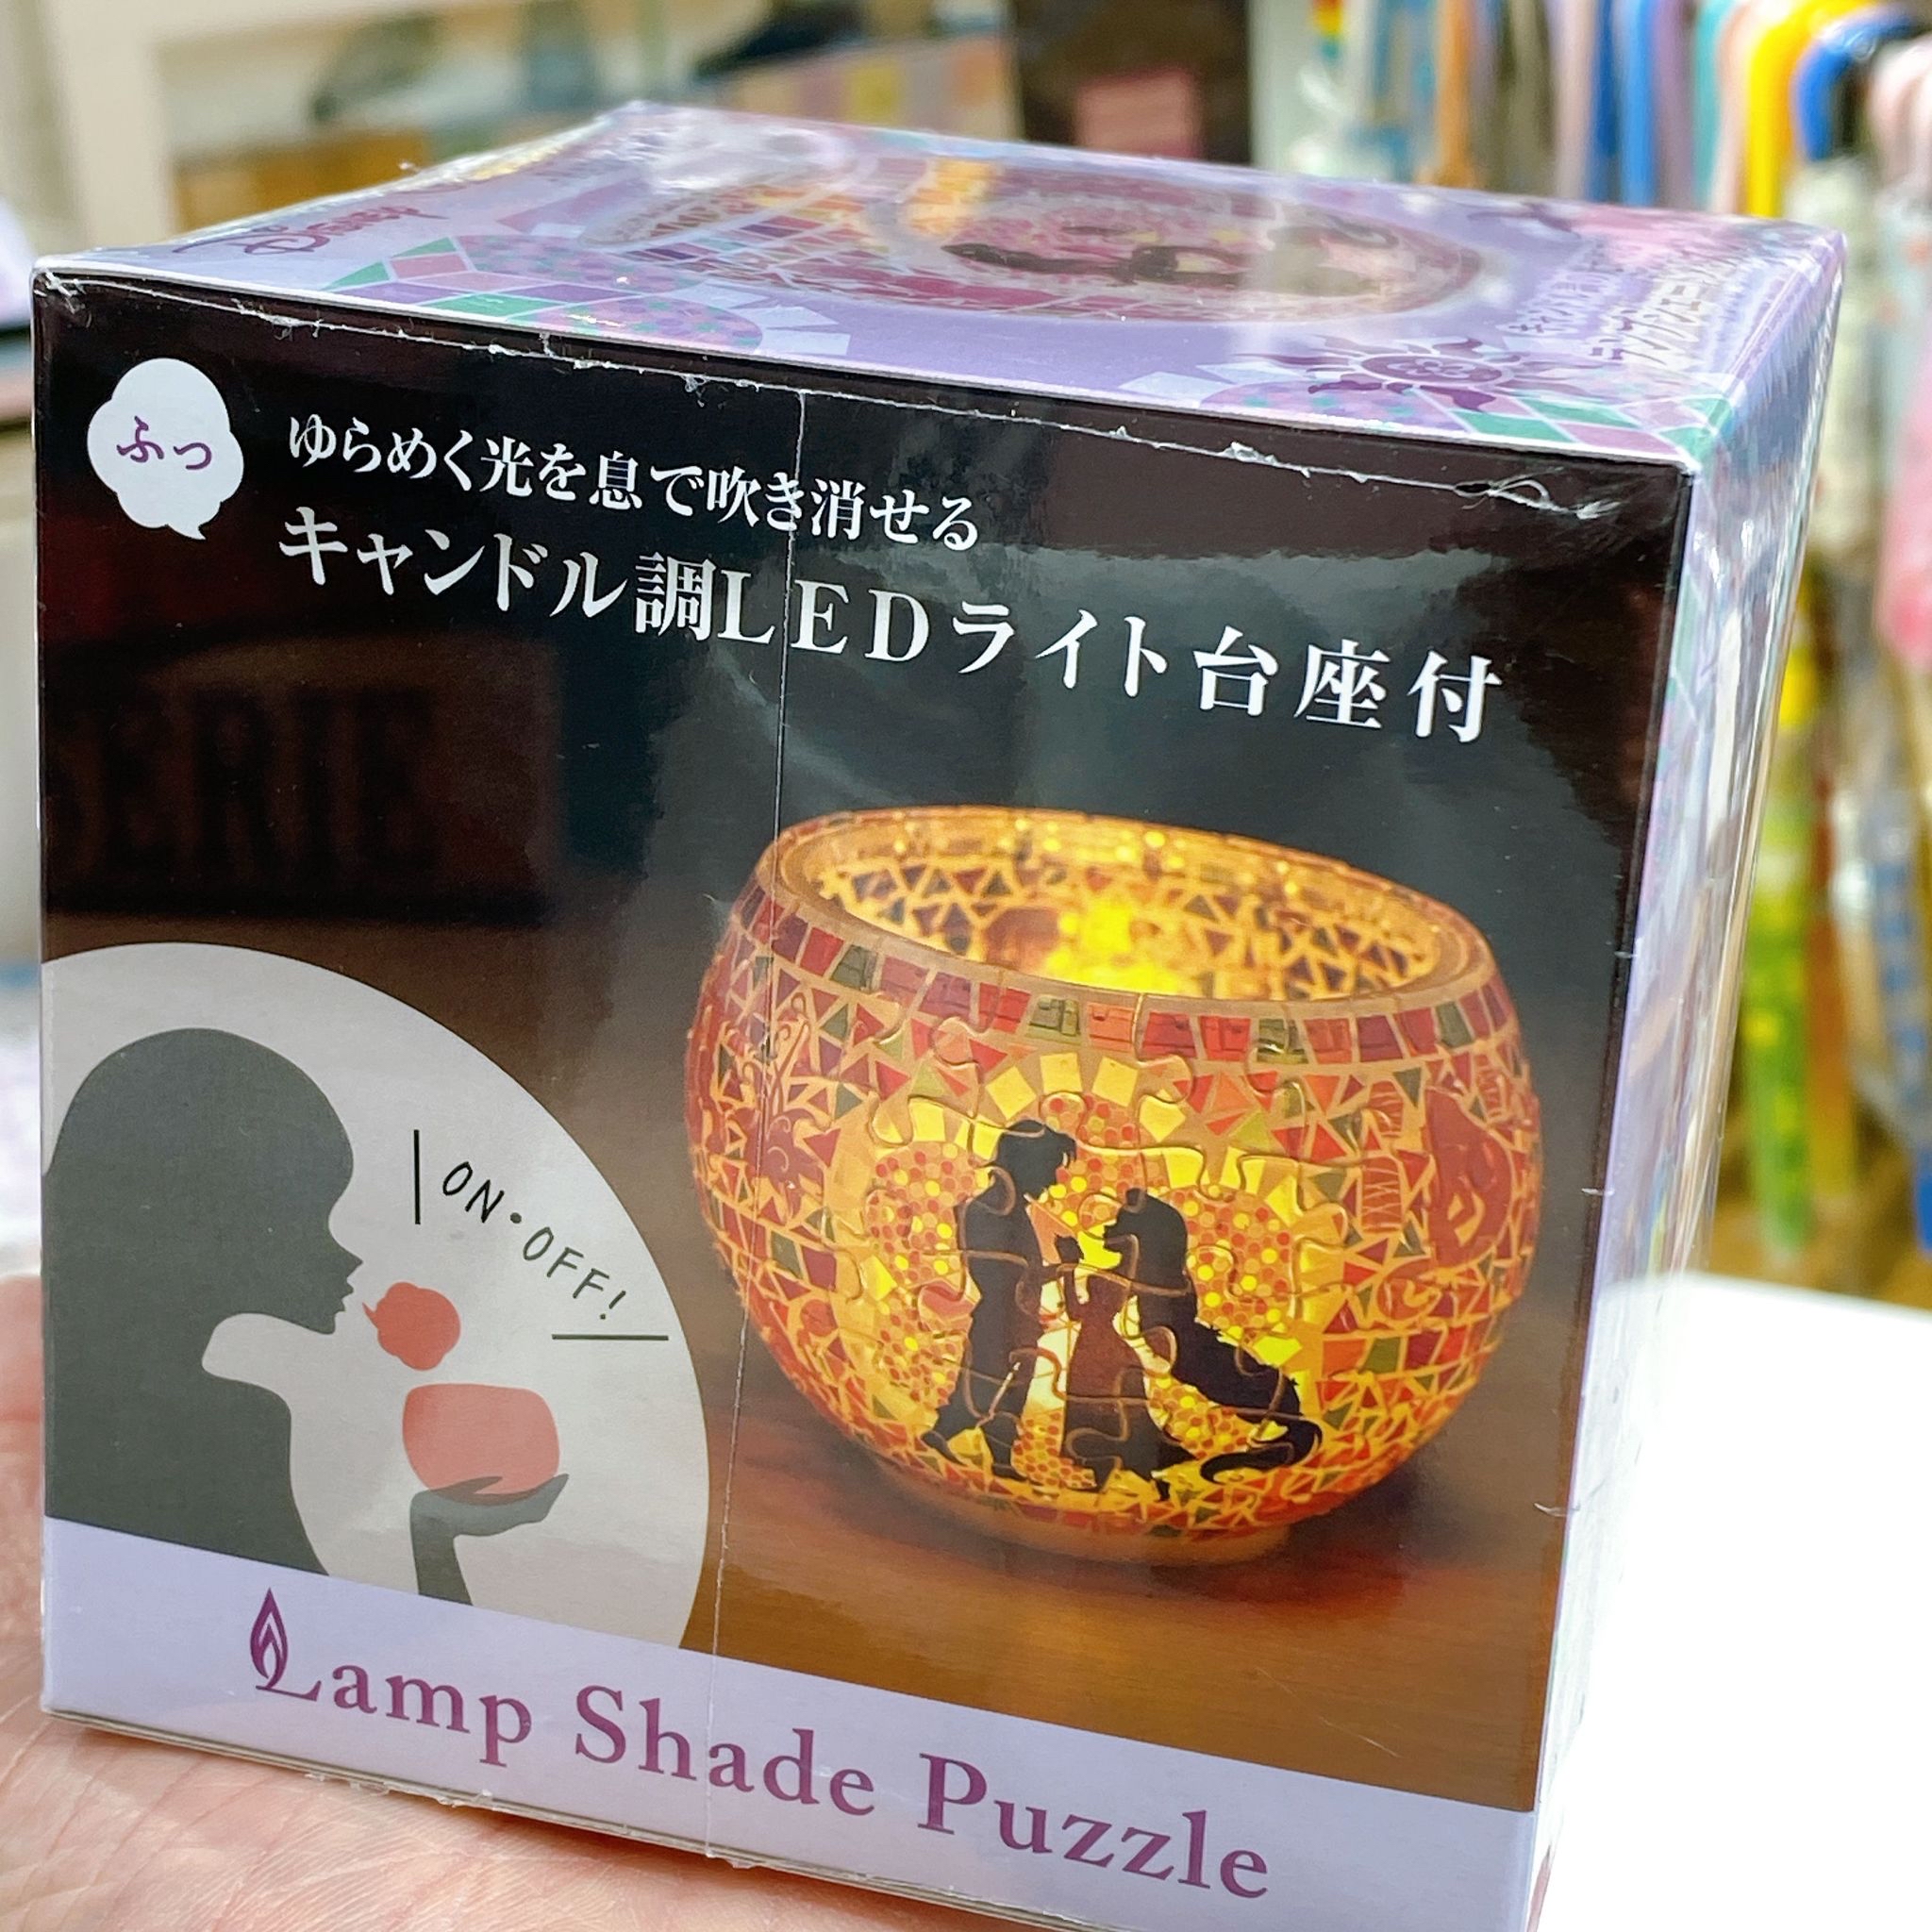 Disney
ふっ
ゆらめく光を息で吹き消せる
キャンドル調LEDライト台座付
ON・OFF!
Lamp Shade Puzzle